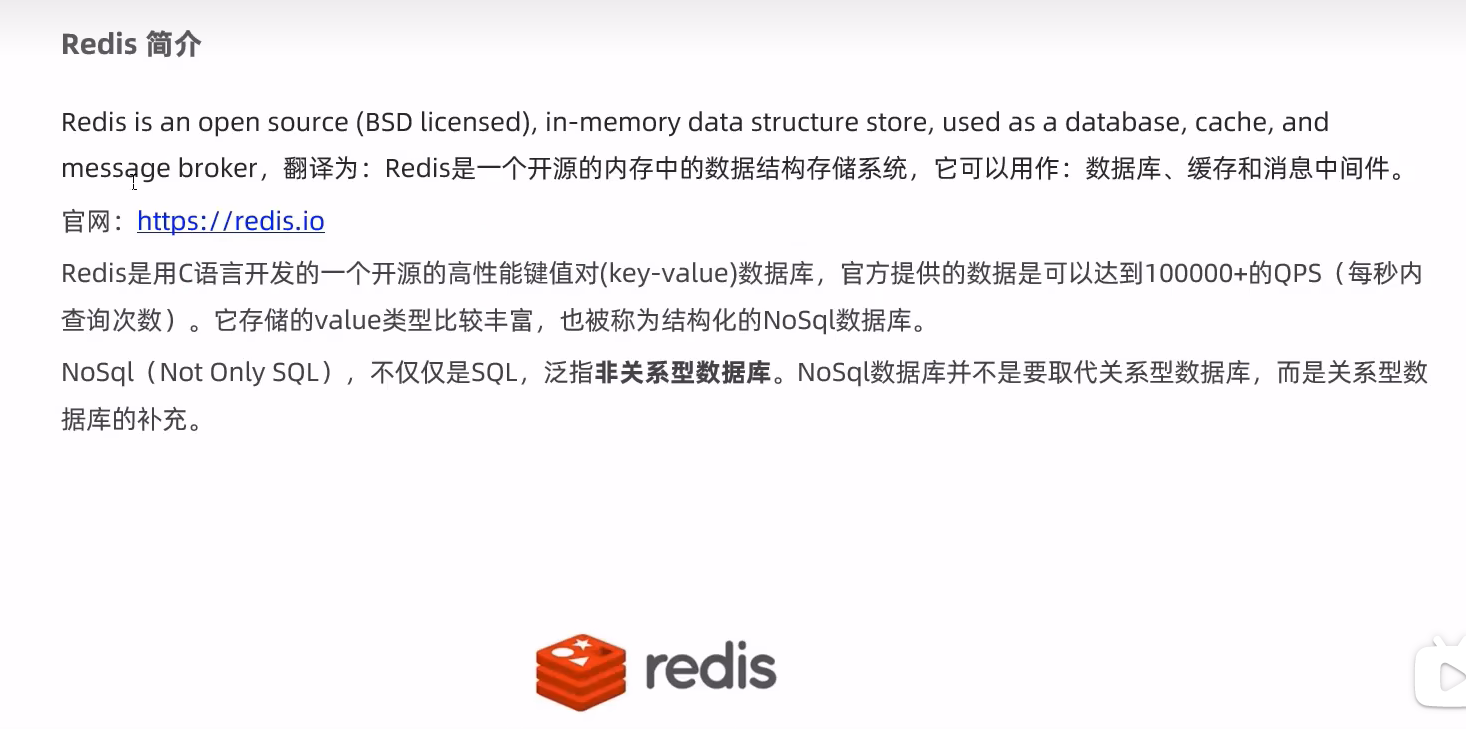 Redis 简介
Redis is an open source (BSD licensed), in-memory data structure store, used as a database, cache, and
message broker，翻译为：Redis是一个开源的内存中的数据结构存储系统，它可以用作：数据库、缓存和消息中间件。
官网：https://redis.io
Redis是用C语言开发的一个开源的高性能键值对(key-value)数据库，官方提供的数据是可以达到100000+的QPS（每秒内
查询次数）。它存储的value类型比较丰富，也被称为结构化的NoSql数据库。
NoSql（Not Only SQL），不仅仅是SQL，泛指非关系型数据库。NoSql数据库并不是要取代关系型数据库，而是关系型数
据库的补充。
redis